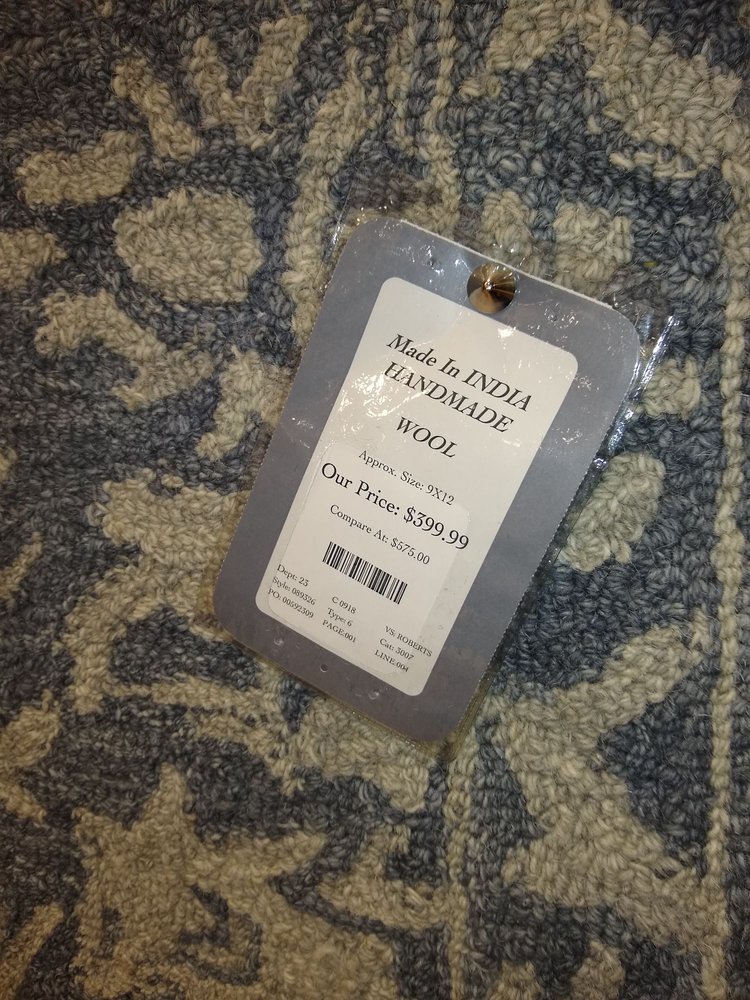 Made In INDIA
HANDMADE
WOOL
Approx. Size: 9X12
Our Price: $399.99
Compare At: $575.00
Dept: 23 C 0918 VS: ROBERTS
Style: 089326 Type: 6 Cat: 3007
PO: 00592309 PAGE:001 LINE:004